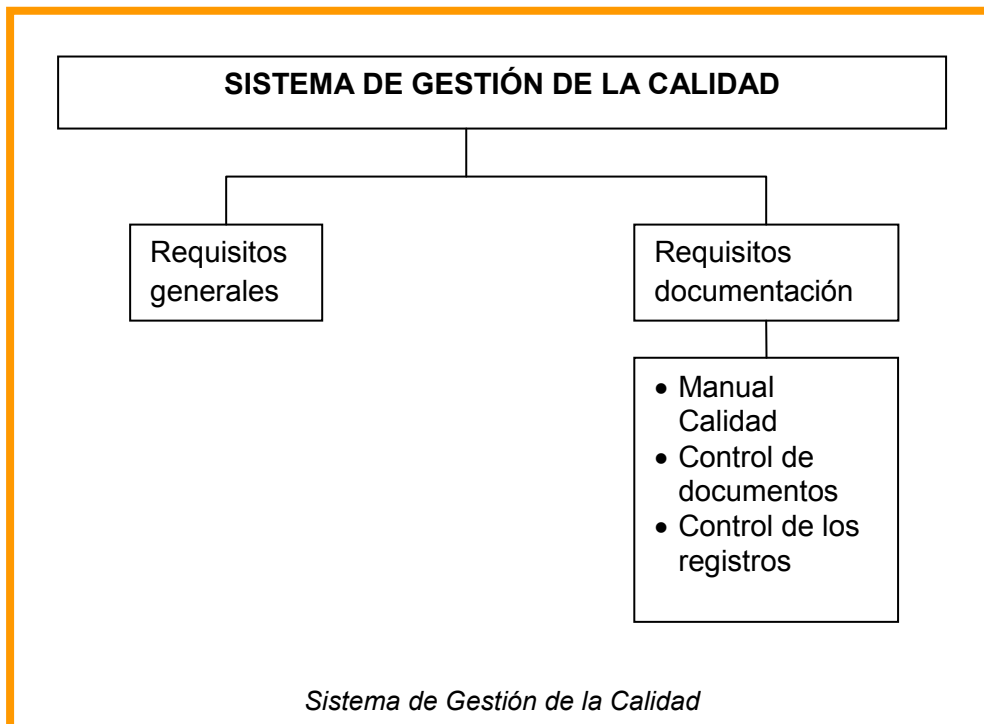 SISTEMA DE GESTIÓN DE LA CALIDAD
Requisitos
generales
Requisitos
documentación
• Manual
Calidad
• Control de
documentos
• Control de los
registros
Sistema de Gestión de la Calidad